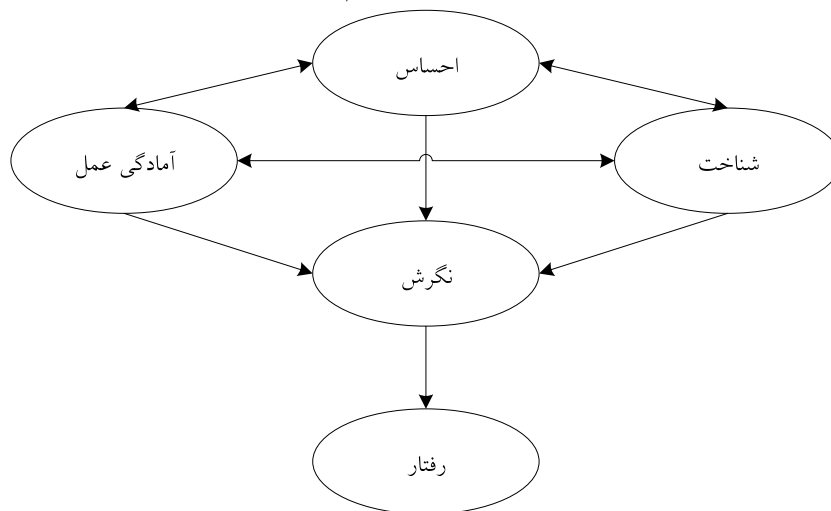 احساس
شناخت
آمادگی عمل
نگرش
رفتار